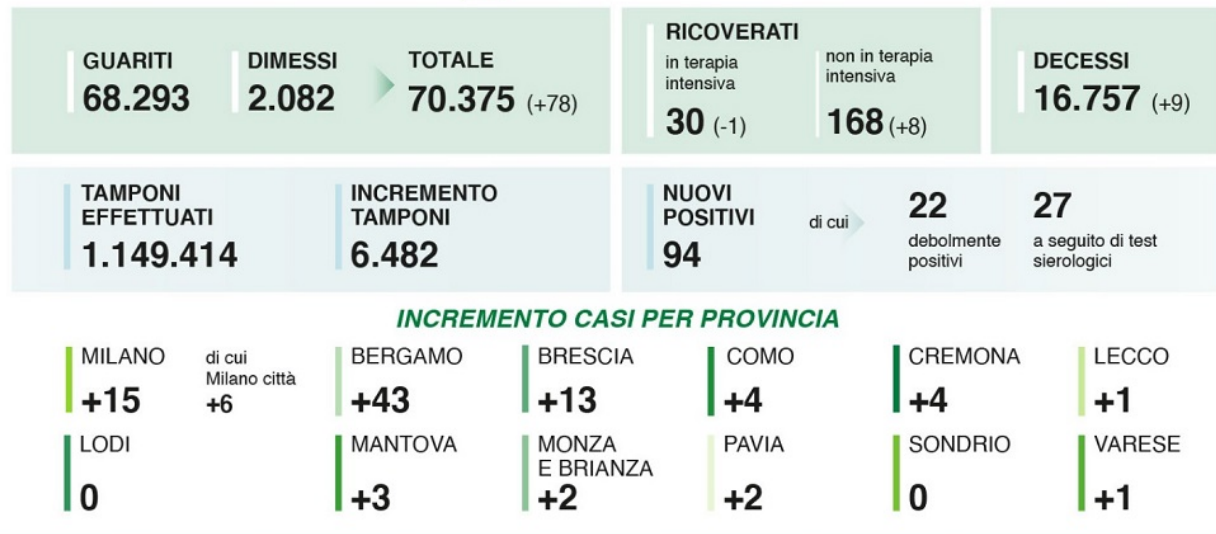 GUARITI
68.293
DIMESSI
2.082
TOTALE
70.375 (+78)
RICOVERATI
in terapia
intensiva
30 (-1)
non in terapia
intensiva
168 (+8)
DECESSI
16.757 (+9)
TAMPONI
EFFETTUATI
1.149.414
INCREMENTO
TAMPONI
6.482
NUOVI
POSITIVI
94
di cui
22
debolmente
positivi
27
a seguito di test
sierologici
INCREMENTO CASI PER PROVINCIA
MILANO
+15
di cui
Milano città
+6
BERGAMO
+43
BRESCIA
+13
COMO
+4
CREMONA
+4
LECCO
+1
LODI
0
MANTOVA
+3
MONZA
E BRIANZA
+2
PAVIA
+2
SONDRIO
0
VARESE
+1